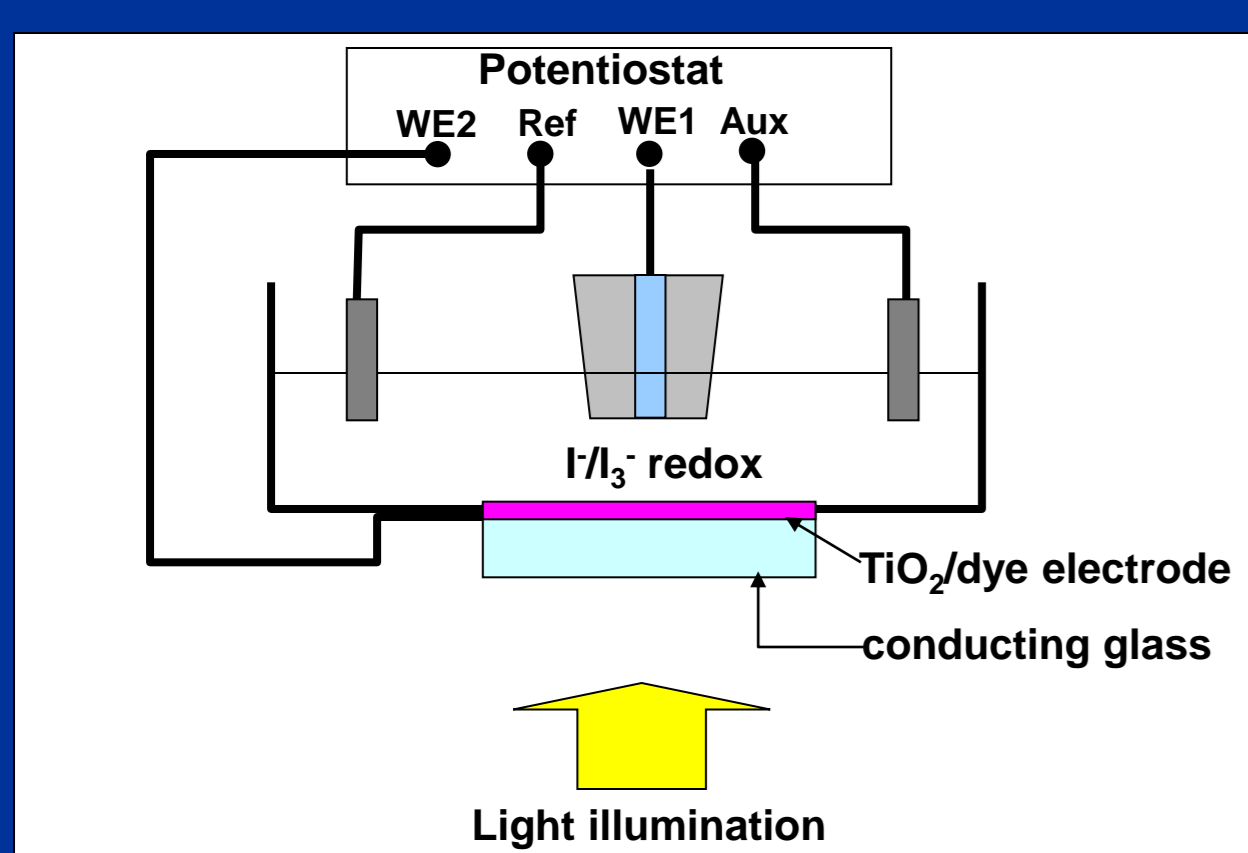 Potentiostat
WE2 Ref WE1 Aux
I⁻/I₃⁻ redox
TiO₂/dye electrode
conducting glass
Light illumination